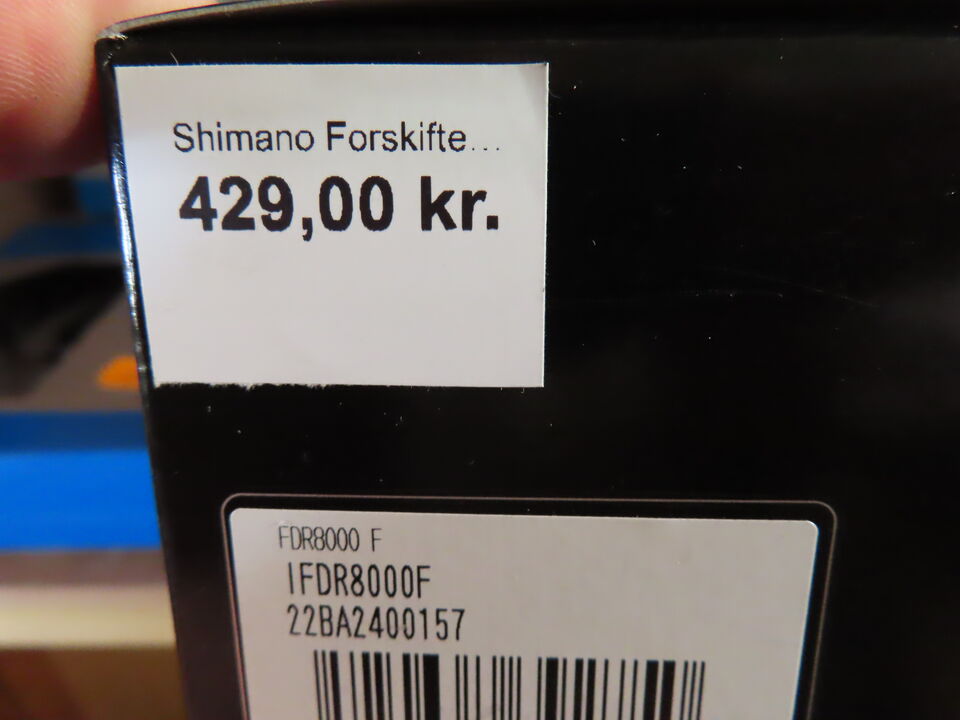 Shimano Forskifte...
429,00 kr.
FDR8000 F
IFDR8000F
22BA2400157